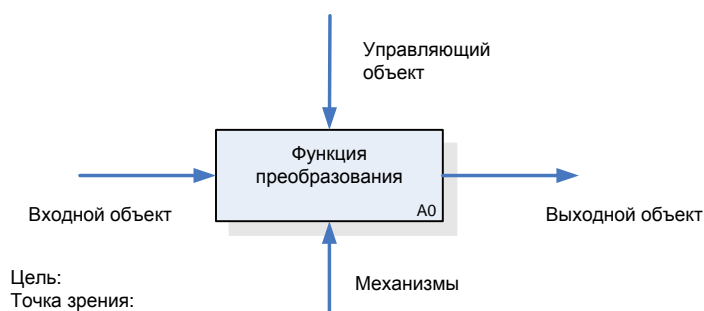 Управляющий
объект
Функция
преобразования
A0
Входной объект
Выходной объект
Механизмы
Цель:
Точка зрения: